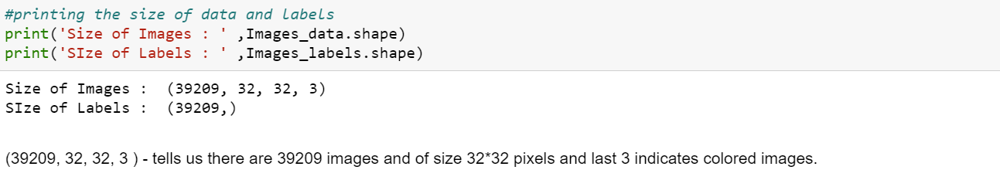 #printing the size of data and labels
print('Size of Images : ' ,Images_data.shape)
print('SIze of Labels : ' ,Images_labels.shape)
Size of Images :  (39209, 32, 32, 3)
SIze of Labels :  (39209,)
(39209, 32, 32, 3 ) - tells us there are 39209 images and of size 32*32 pixels and last 3 indicates colored images.